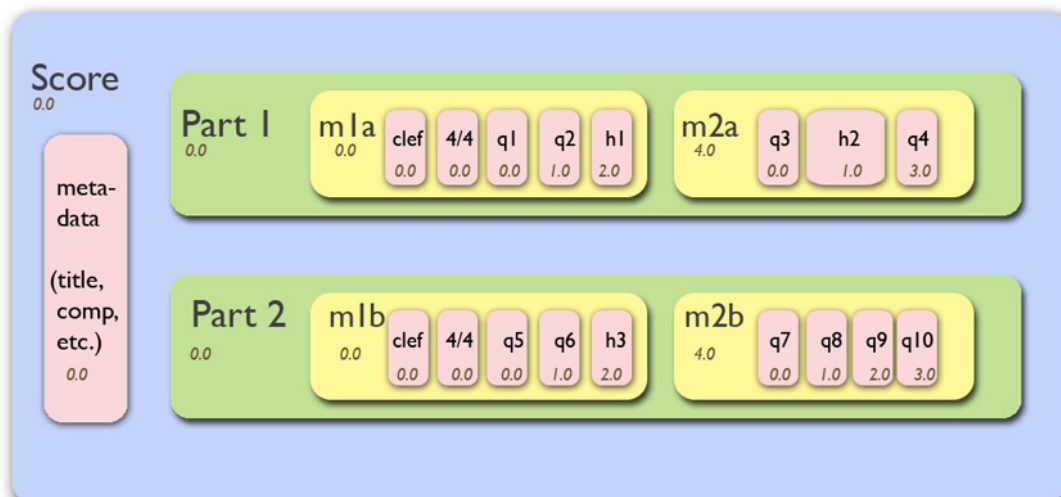 Score
0.0
meta-
data
(title,
comp,
etc.)
0.0
Part 1
0.0
m1a
0.0
clef 4/4 q1 q2 h1
0.0 0.0 0.0 1.0 2.0
m2a
4.0
q3 h2 q4
0.0 1.0 3.0
Part 2
0.0
m1b
0.0
clef 4/4 q5 q6 h3
0.0 0.0 0.0 1.0 2.0
m2b
4.0
q7 q8 q9 q10
0.0 1.0 2.0 3.0